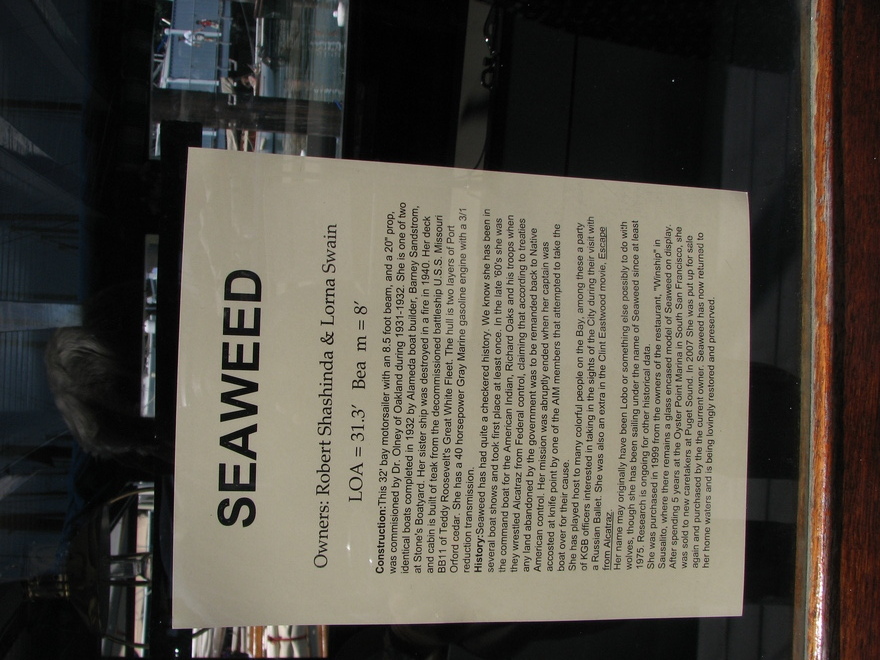 SEAWEED
Owners: Robert Shashinda & Lorna Swain
LOA = 31.3' Bea m = 8'
Construction:This 32' bay motorsailer with an 8.5 foot beam, and a 20" prop,
was commisioned by Dr. Olney of Oakland during 1931-1932. She is one of two
identical boats completed in 1932 by Alameda boat builder, Barney Sandstrom,
at Stone's Boatyard. Her sister ship was destroyed in a fire in 1940. Her deck
and cabin is built of teak from the decommissioned battleship U.S.S. Missouri
BB11 of Teddy Roosevelt's Great White Fleet. The hull is two layers of Port
Orford cedar. She has a 40 horsepower Gray Marine gasoline engine with a 3/1
reduction transmission.
History:Seaweed has had quite a checkered history. We know she has been in
several boat shows and took first place at least once. In the late '60's she was
the command boat for the American Indian, Richard Oaks and his troops when
they wrestled Alcatraz from Federal control, claiming that according to treaties
any land abandoned by the government was to be remanded back to Native
American control. Her mission was abruptly ended when her captain was
accosted at knife point by one of the AIM members that attempted to take the
boat over for their cause.
She has played host to many colorful people on the Bay, among these a party
of KGB officers interested in taking in the sights of the City during their visit with
a Russian Ballet. She was also an extra in the Clint Eastwood movie, Escape
from Alcatraz.
Her name may originally have been Lobo or something else possibly to do with
wolves, though she has been sailing under the name of Seaweed since at least
1975. Research is ongoing for other historical data.
She was purchased in 1999 from the owners of the restaurant, "Winship" in
Sausalito, where there remains a glass encased model of Seaweed on display.
After spending 5 years at the Oyster Point Marina in South San Francisco, she
was sold to new caretakers at Puget Sound. In 2007 She was put up for sale
again and purchased by the the current owner. Seaweed has now returned to
her home waters and is being lovingly restored and preserved.